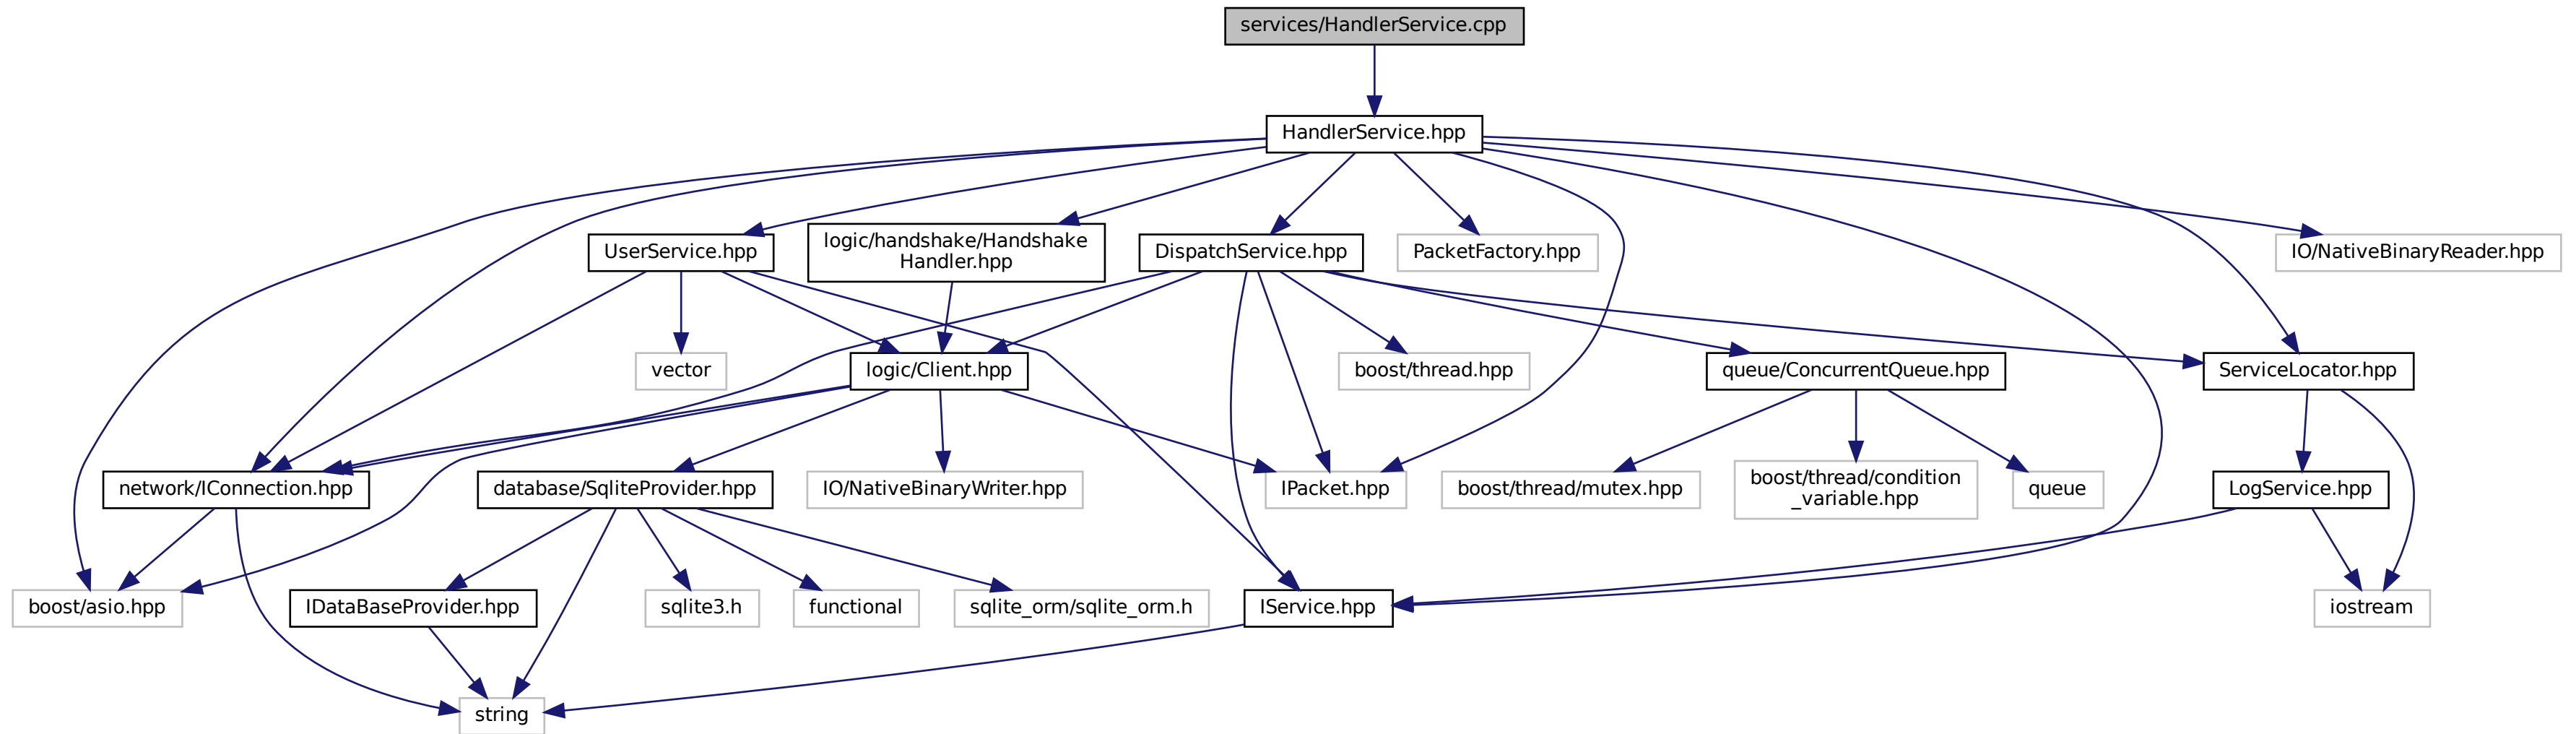 services/HandlerService.cpp
HandlerService.hpp
UserService.hpp
logic/handshake/Handshake
Handler.hpp
DispatchService.hpp
PacketFactory.hpp
IO/NativeBinaryReader.hpp
vector
logic/Client.hpp
boost/thread.hpp
queue/ConcurrentQueue.hpp
ServiceLocator.hpp
network/IConnection.hpp
database/SqliteProvider.hpp
IO/NativeBinaryWriter.hpp
IPacket.hpp
boost/thread/mutex.hpp
boost/thread/condition
_variable.hpp
queue
LogService.hpp
boost/asio.hpp
IDataBaseProvider.hpp
sqlite3.h
functional
sqlite_orm/sqlite_orm.h
IService.hpp
iostream
string